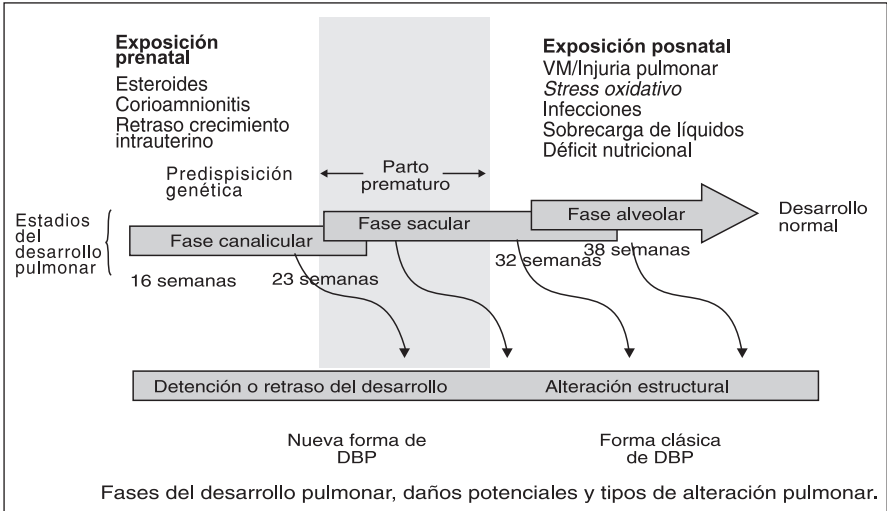 Exposición
prenatal
Esteroides
Corioamnionitis
Retraso crecimiento
intrauterino
Predispisición
genética
Parto
prematuro
Exposición posnatal
VM/Injuria pulmonar
Stress oxidativo
Infecciones
Sobrecarga de líquidos
Déficit nutricional
Estadios
del
desarrollo
pulmonar
Fase canalicular
Fase sacular
Fase alveolar
Desarrollo
normal
16 semanas
23 semanas
32 semanas
38 semanas
Detención o retraso del desarrollo
Alteración estructural
Nueva forma de
DBP
Forma clásica
de DBP
Fases del desarrollo pulmonar, daños potenciales y tipos de alteración pulmonar.